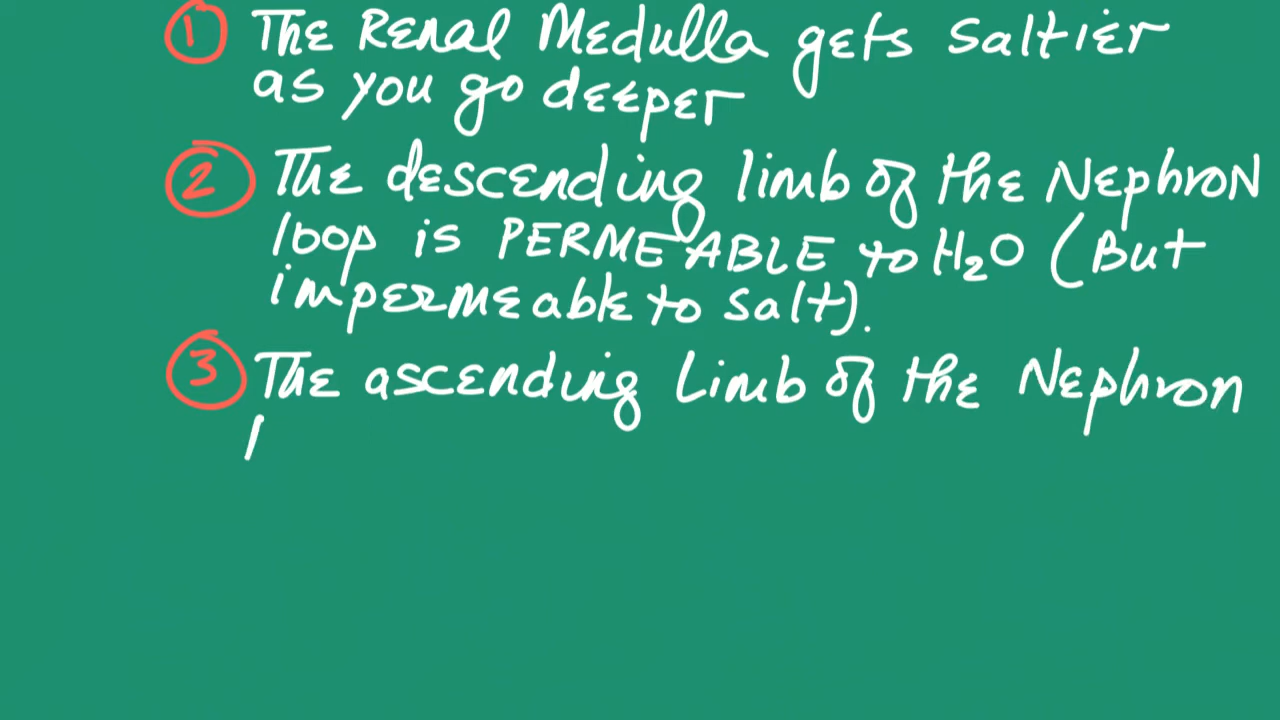 1 The Renal Medulla gets saltier
as you go deeper
2 The descending limb of the Nephron
loop is PERMEABLE to H₂O (But
impermeable to salt).
3 The ascending Limb of the Nephron
l